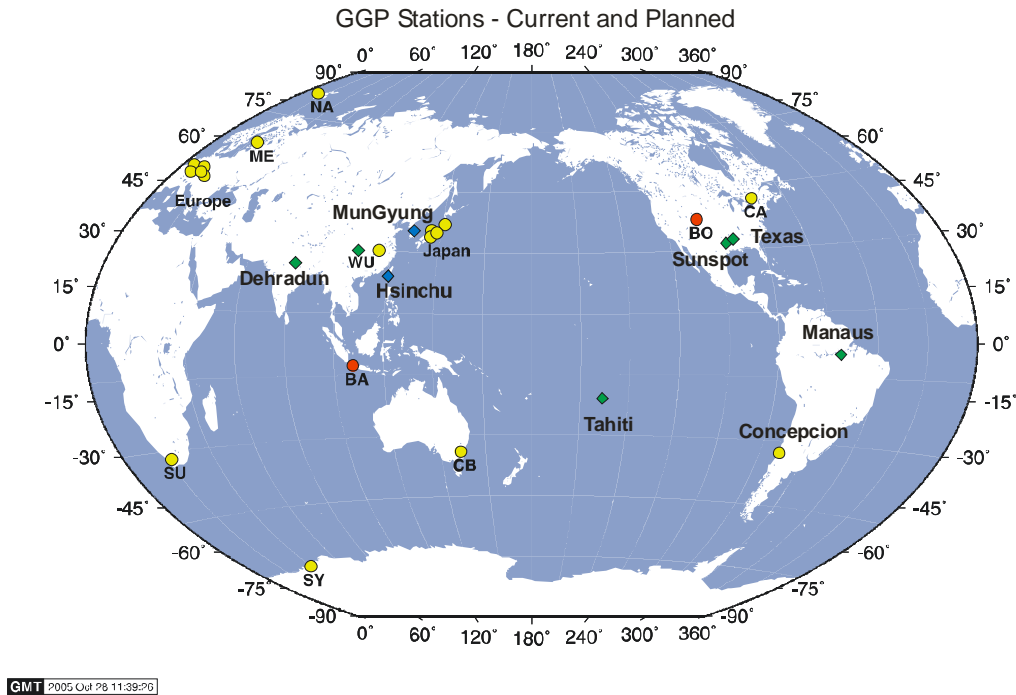 GGP Stations - Current and Planned
0° 60° 120° 180° 240° 300° 360°
90° 90°
75° 75°
NA
60° 60°
ME
45° 45°
Europe
CA
MunGyung
30° 30°
BO
Texas
Japan
WU
Sunspot
Dehradun
Hsinchu
15° 15°
Manaus
0° 0°
BA
-15° -15°
Tahiti
Concepcion
-30° -30°
CB
SU
-45° -45°
-60° -60°
SY
-75° -75°
-90° -90°
0° 60° 120° 180° 240° 300° 360°
GMT 2005 Oct 28 11:39:26